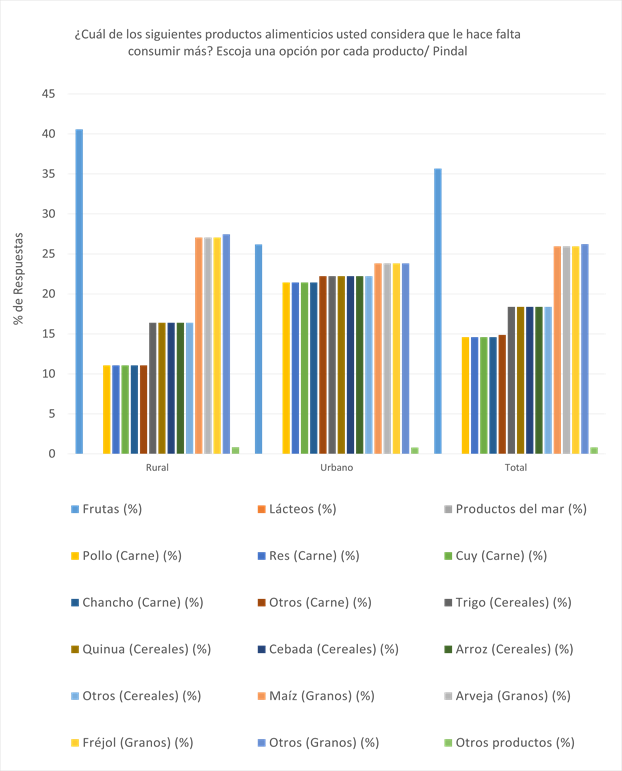 ¿Cuál de los siguientes productos alimenticios usted considera que le hace falta
consumir más? Escoja una opción por cada producto/ Pindal
% de Respuestas
45
40
35
30
25
20
15
10
5
0
Rural Urbano Total
Frutas (%) Lácteos (%) Productos del mar (%)
Pollo (Carne) (%) Res (Carne) (%) Cuy (Carne) (%)
Chancho (Carne) (%) Otros (Carne) (%) Trigo (Cereales) (%)
Quinua (Cereales) (%) Cebada (Cereales) (%) Arroz (Cereales) (%)
Otros (Cereales) (%) Maíz (Granos) (%) Arveja (Granos) (%)
Fréjol (Granos) (%) Otros (Granos) (%) Otros productos (%)